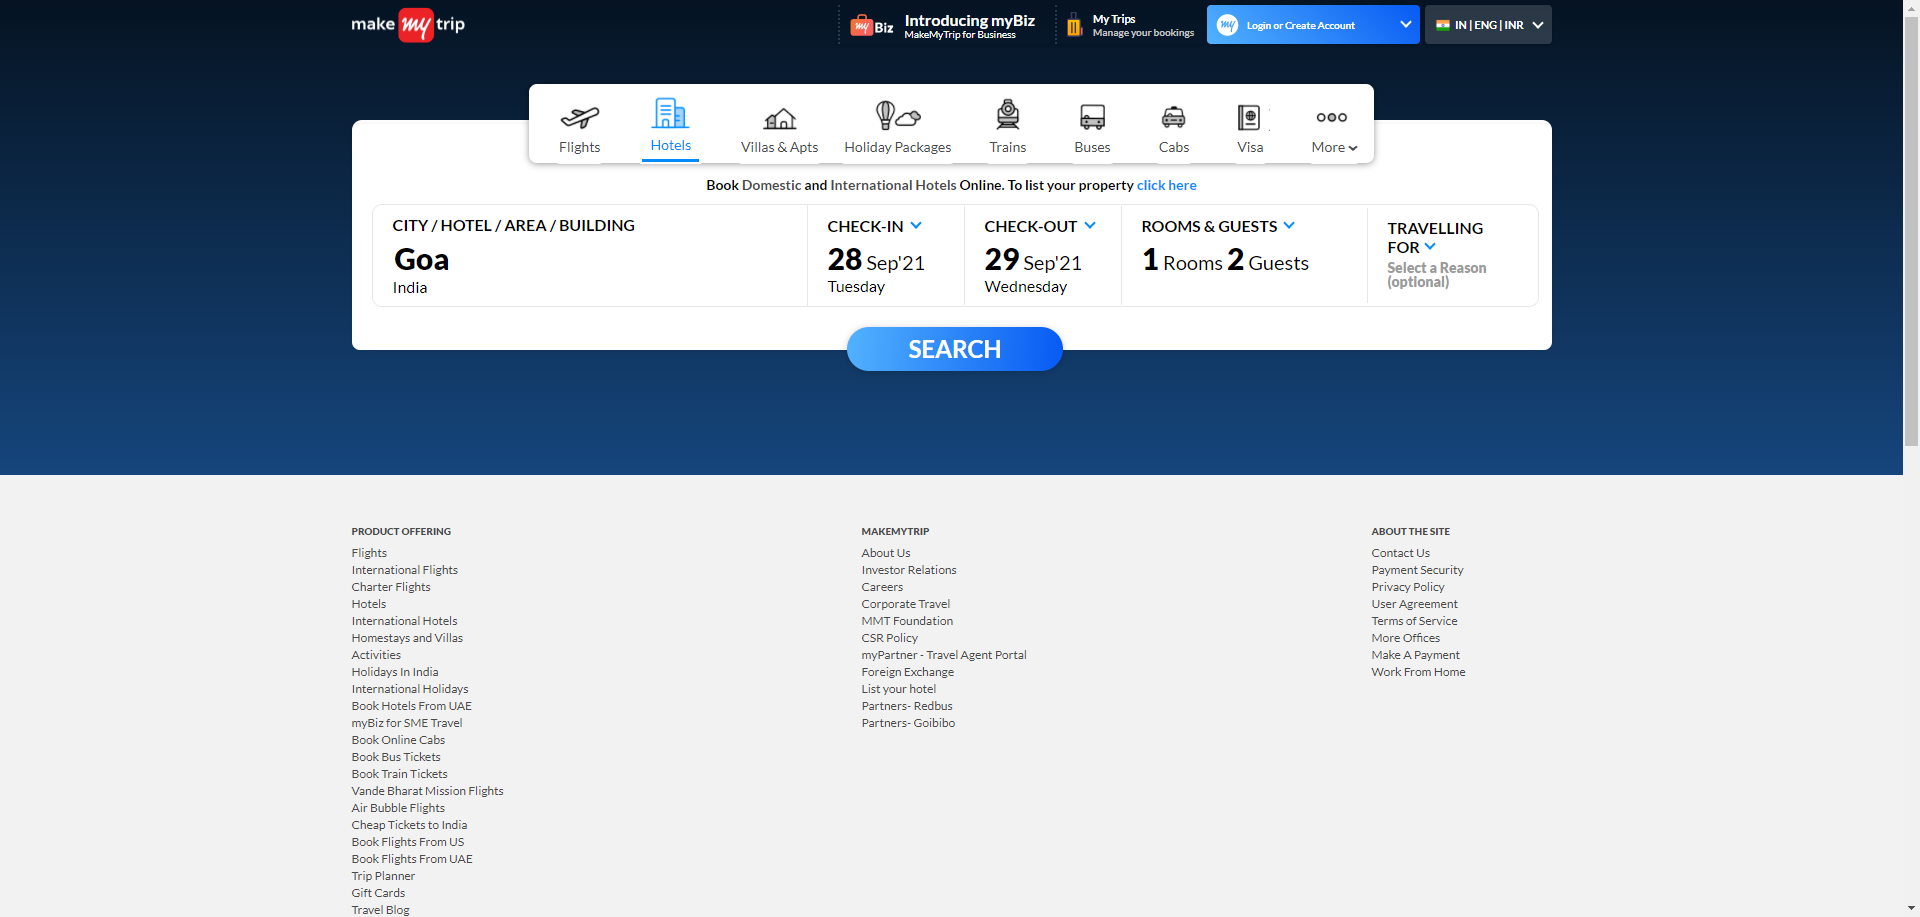 make my trip
my Biz
Introducing myBiz
MakeMyTrip for Business
My Trips
Manage your bookings
my
Login or Create Account
IN | ENG | INR
Flights
Hotels
Villas & Apts
Holiday Packages
Trains
Buses
Cabs
Visa
More
Book Domestic and International Hotels Online. To list your property click here
CITY / HOTEL / AREA / BUILDING
Goa
India
CHECK-IN
28 Sep'21
Tuesday
CHECK-OUT
29 Sep'21
Wednesday
ROOMS & GUESTS
1 Rooms 2 Guests
TRAVELLING
FOR
Select a Reason
(optional)
SEARCH
PRODUCT OFFERING
Flights
International Flights
Charter Flights
Hotels
International Hotels
Homestays and Villas
Activities
Holidays In India
International Holidays
Book Hotels From UAE
myBiz for SME Travel
Book Online Cabs
Book Bus Tickets
Book Train Tickets
Vande Bharat Mission Flights
Air Bubble Flights
Cheap Tickets to India
Book Flights From US
Book Flights From UAE
Trip Planner
Gift Cards
Travel Blog
MAKEMYTRIP
About Us
Investor Relations
Careers
Corporate Travel
MMT Foundation
CSR Policy
myPartner - Travel Agent Portal
Foreign Exchange
List your hotel
Partners- Redbus
Partners- Goibibo
ABOUT THE SITE
Contact Us
Payment Security
Privacy Policy
User Agreement
Terms of Service
More Offices
Make A Payment
Work From Home